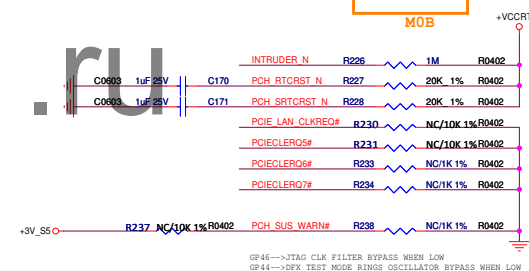 MOB
+VCCRT
INTRUDER_N R226 1M R0402
C0603 1uF 25V C170 PCH_RTCRST_N R227 20K_1% R0402
C0603 1uF 25V C171 PCH_SRTCRST_N R228 20K_1% R0402
PCIE_LAN_CLKREQ# R230 NC/10K 1% R0402
PCIECLERQ5# R231 NC/10K 1% R0402
PCIECLERQ6# R233 NC/1K 1% R0402
PCIECLERQ7# R234 NC/1K 1% R0402
+3V_S5 R237 NC/10K 1% R0402 PCH_SUS_WARN# R238 NC/1K 1% R0402
.ru
GP46-->JTAG CLK FILTER BYPASS WHEN LOW
GP44-->DFX TEST MODE RINGS OSCILLATOR BYPASS WHEN LOW